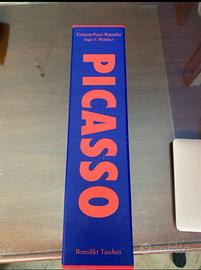 Carsten-Peter Warncke
Ingo F. Walther
PICASSO
Benedikt Taschen